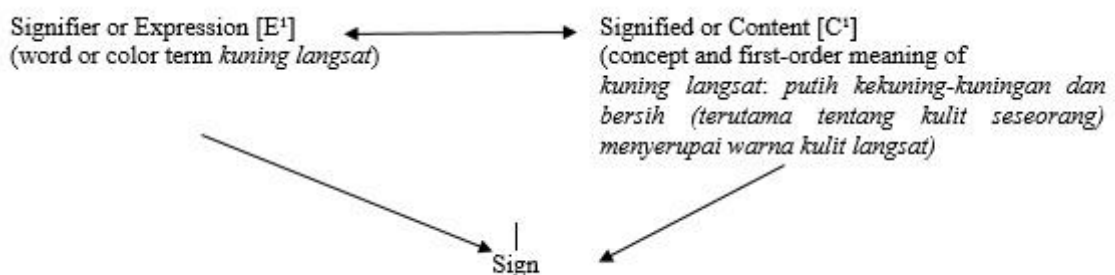 Signifier or Expression [E¹]
(word or color term kuning langsat)
Signified or Content [C¹]
(concept and first-order meaning of
kuning langsat: putih kekuning-kuningan dan
bersih (terutama tentang kulit seseorang)
menyerupai warna kulit langsat)
Sign